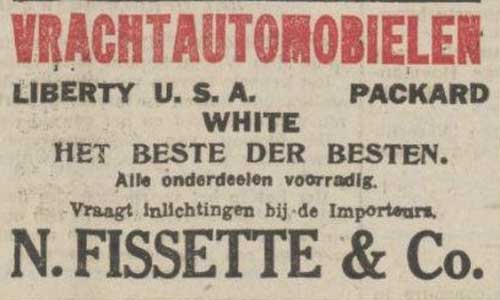 VRACHTAUTOMOBIELEN
LIBERTY U. S. A. PACKARD
WHITE
HET BESTE DER BESTEN.
Alle onderdeelen voorradig.
Vraagt inlichtingen bij de Importeurs,
N. FISSETTE & Co.